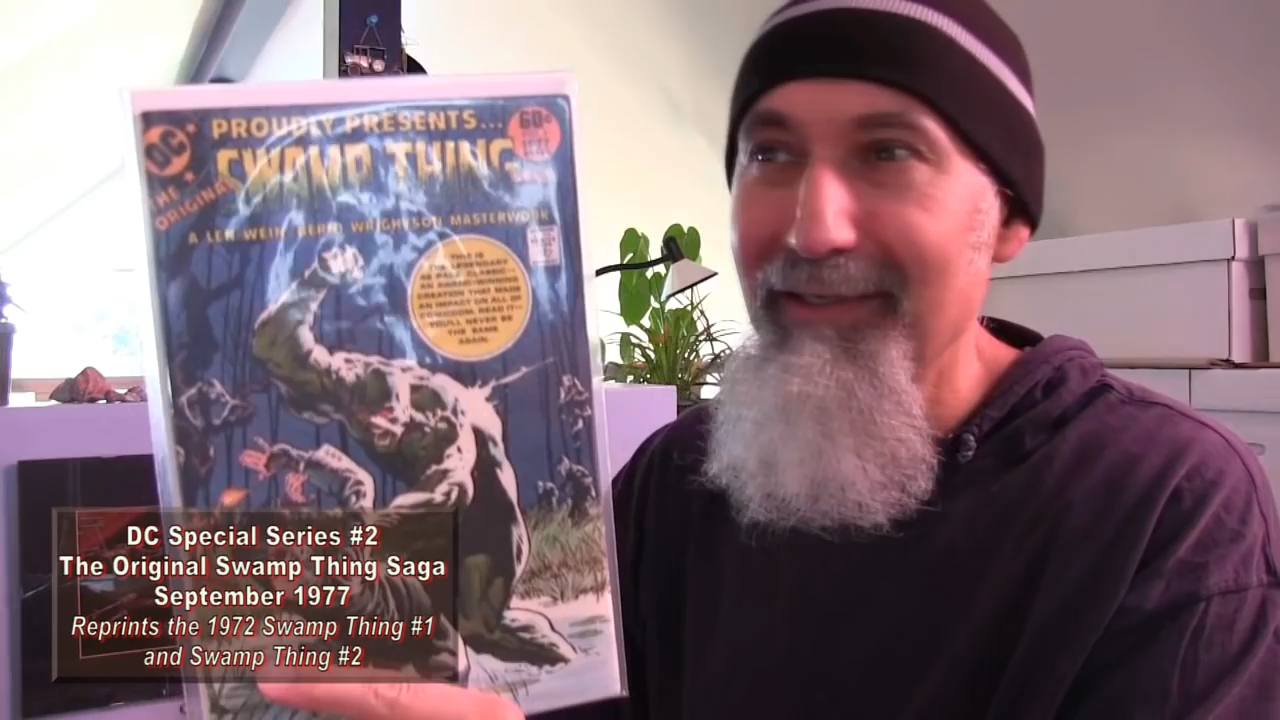 DC
PROUDLY PRESENTS...
60¢
THE ORIGINAL
SWAMP THING
A LEN WEIN BERNI WRIGHTSON MASTERWORK
THIS IS
THE LEGENDARY
48 PAGE CLASSIC--
AN AWARD-WINNING
CREATION THAT MADE
AN IMPACT ON ALL OF
COMICDOM. READ IT--
YOU'LL NEVER BE
THE SAME
AGAIN.
DC Special Series #2
The Original Swamp Thing Saga
September 1977
Reprints the 1972 Swamp Thing #1
and Swamp Thing #2